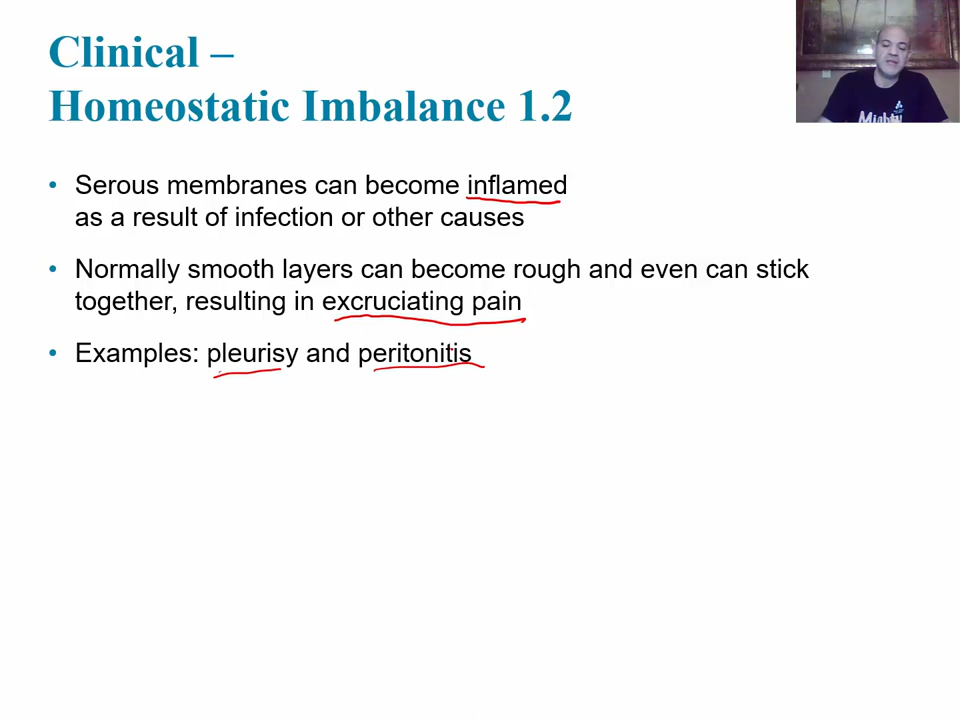 Clinical –
Homeostatic Imbalance 1.2
• Serous membranes can become inflamed
as a result of infection or other causes
• Normally smooth layers can become rough and even can stick
together, resulting in excruciating pain
• Examples: pleurisy and peritonitis
Mighty